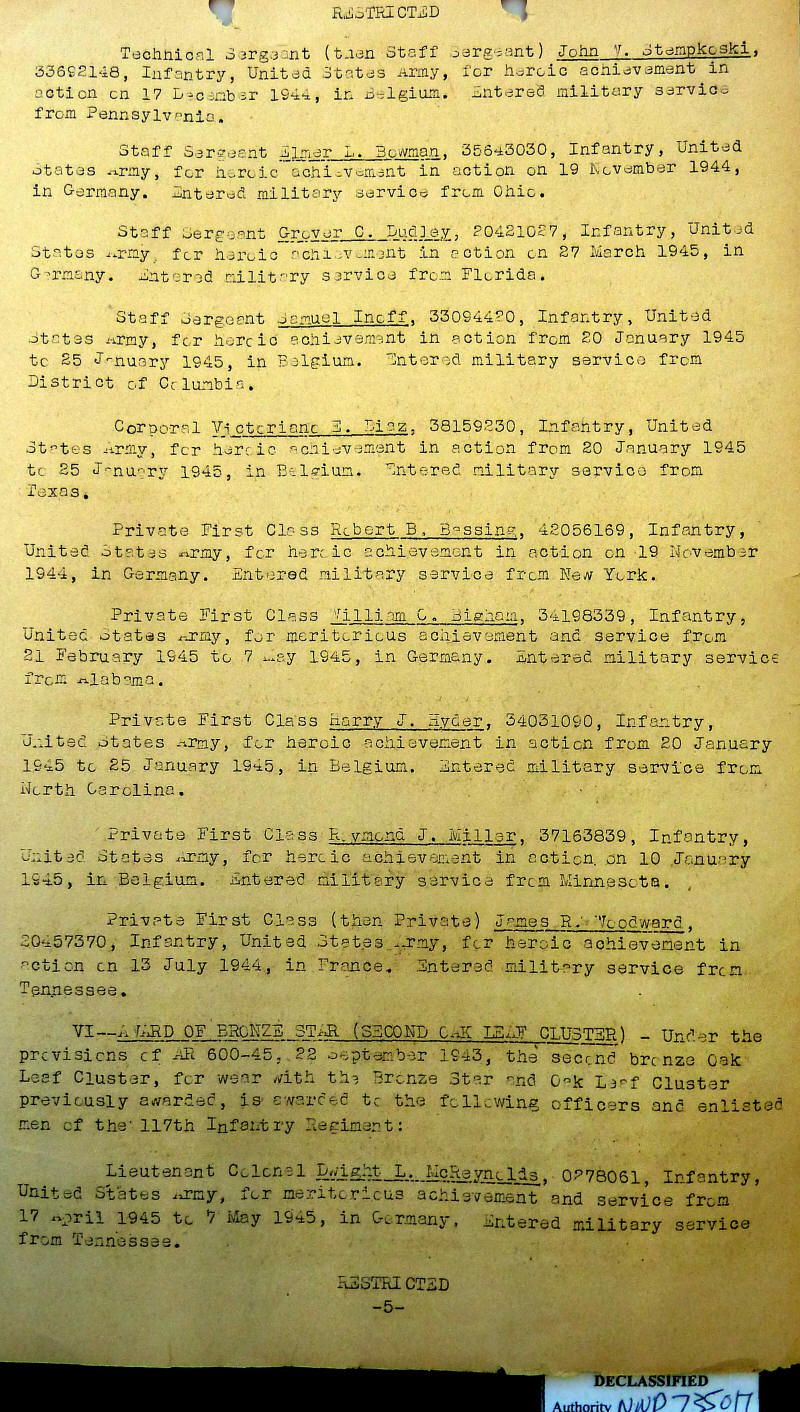 RESTRICTED
Technical Sergeant (then Staff Sergeant) John V. Stempkoski,
33692148, Infantry, United States Army, for heroic achievement in
action on 17 December 1944, in Belgium. Entered military service
from Pennsylvania.
Staff Sergeant Elmer L. Bowman, 35643030, Infantry, United
States Army, for heroic achievement in action on 19 November 1944,
in Germany. Entered military service from Ohio.
Staff Sergeant Grover C. Dudley, 20421027, Infantry, United
States Army, for heroic achievement in action on 27 March 1945, in
Germany. Entered military service from Florida.
Staff Sergeant Samuel Inoff, 33094420, Infantry, United
States Army, for heroic achievement in action from 20 January 1945
to 25 January 1945, in Belgium. Entered military service from
District of Columbia.
Corporal Victoriano E. Diaz, 38159230, Infantry, United
States Army, for heroic achievement in action from 20 January 1945
to 25 January 1945, in Belgium. Entered military service from
Texas.
Private First Class Robert B. Bassing, 42056169, Infantry,
United States Army, for heroic achievement in action on 19 November
1944, in Germany. Entered military service from New York.
Private First Class William C. Bigham, 34198339, Infantry,
United States Army, for meritoricus achievement and service from
21 February 1945 to 7 May 1945, in Germany. Entered military service
from Alabama.
Private First Class Harry J. Hyder, 34031090, Infantry,
United States Army, for heroic achievement in action from 20 January
1945 to 25 January 1945, in Belgium. Entered military service from
North Carolina.
Private First Class Raymond J. Miller, 37163839, Infantry,
United States Army, for heroic achievement in action on 10 January
1945, in Belgium. Entered military service from Minnesota.
Private First Class (then Private) James R. Woodward,
20457370, Infantry, United States Army, for heroic achievement in
action on 13 July 1944, in France. Entered military service from
Tennessee.
VI--AWARD OF BRONZE STAR (SECOND OAK LEAF CLUSTER) - Under the
provisions of AR 600-45, 22 September 1943, the second bronze Oak
Leaf Cluster, for wear with the Bronze Star and Oak Leaf Cluster
previously awarded, is awarded to the following officers and enlisted
men of the 117th Infantry Regiment:
Lieutenant Colonel Dwight L. McReynolds, 0278061, Infantry,
United States Army, for meritoricus achievement and service from
17 April 1945 to 7 May 1945, in Germany. Entered military service
from Tennessee.
RESTRICTED
-5-
DECLASSIFIED
Authority NND 735017